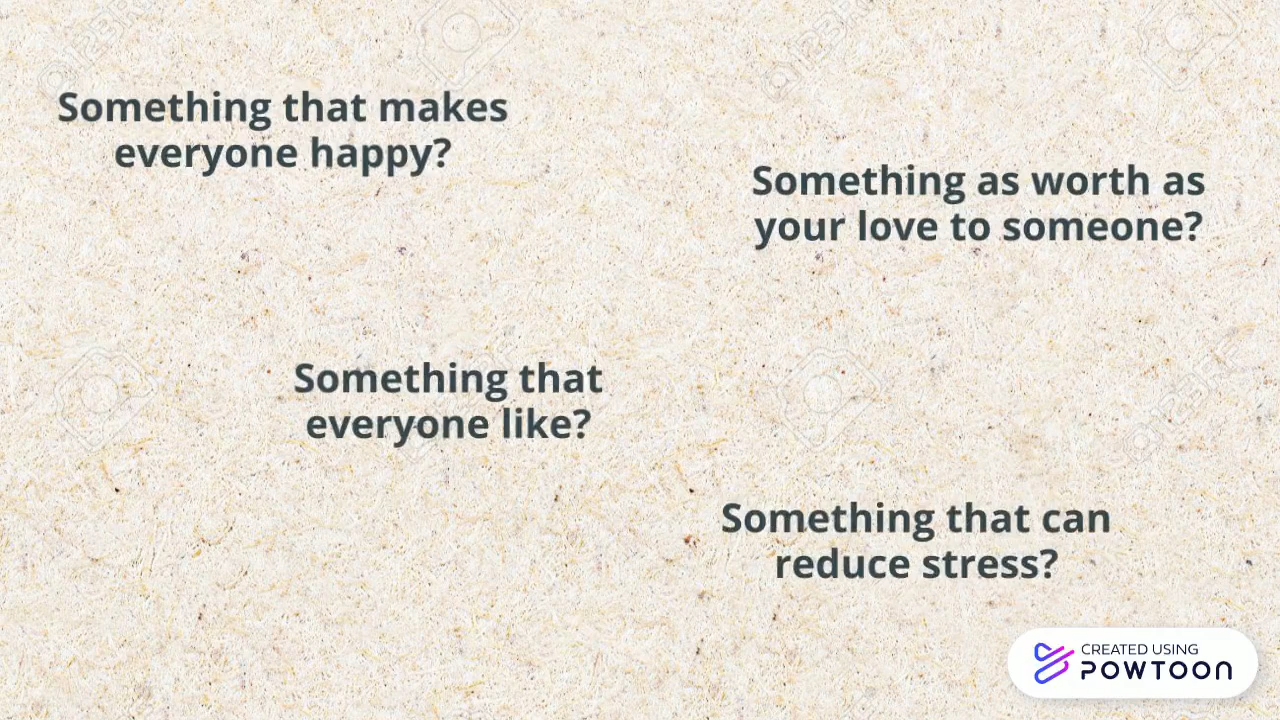 Something that makes
everyone happy?
Something as worth as
your love to someone?
Something that
everyone like?
Something that can
reduce stress?
CREATED USING
POWTOON